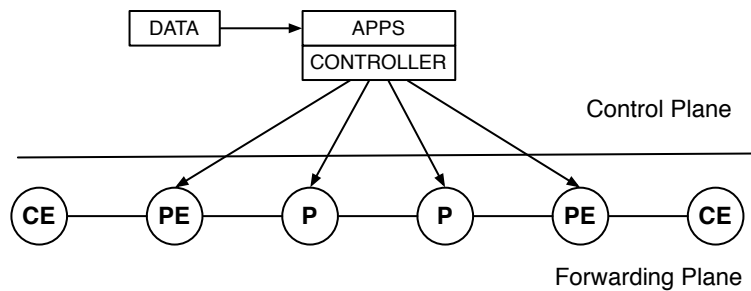 DATA
APPS
CONTROLLER
Control Plane
CE PE P P PE CE
Forwarding Plane